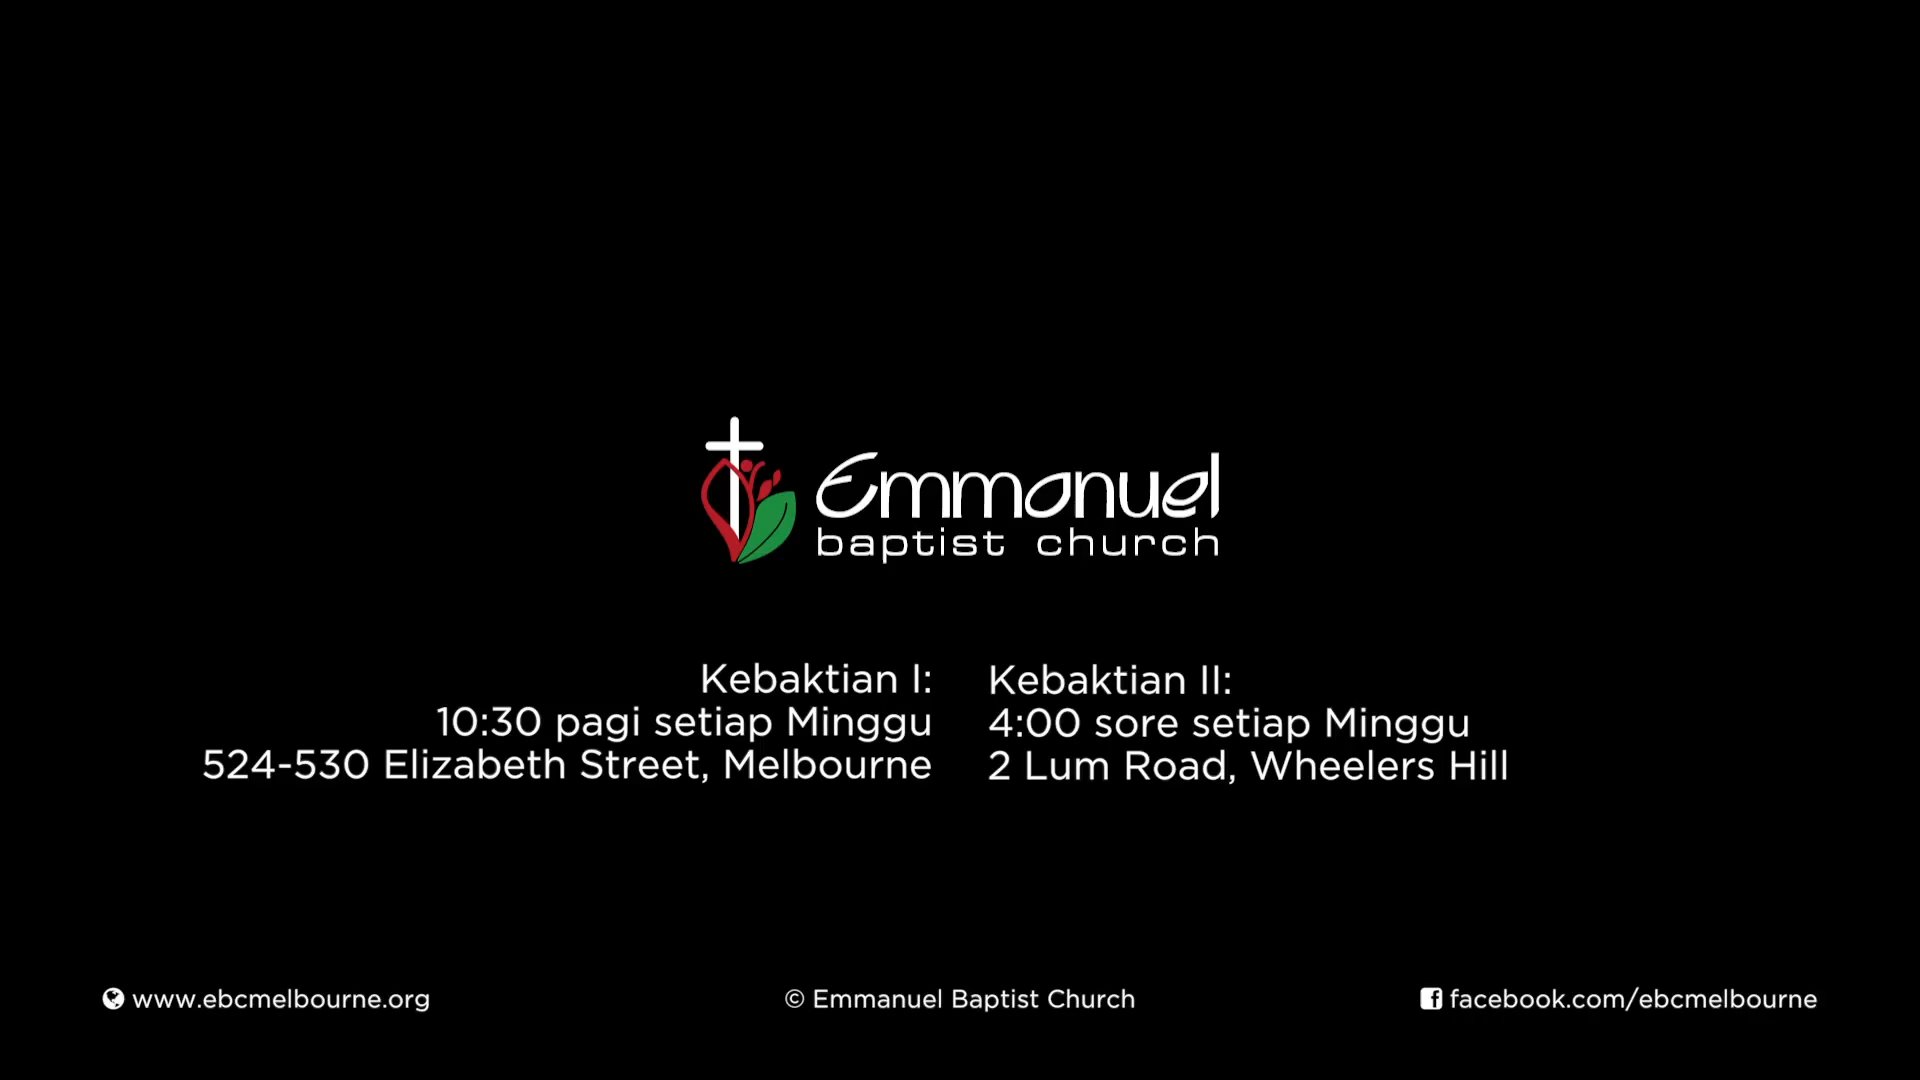 Emmanuel
baptist church
Kebaktian I:
10:30 pagi setiap Minggu
524-530 Elizabeth Street, Melbourne
Kebaktian II:
4:00 sore setiap Minggu
2 Lum Road, Wheelers Hill
www.ebcmelbourne.org
© Emmanuel Baptist Church
facebook.com/ebcmelbourne